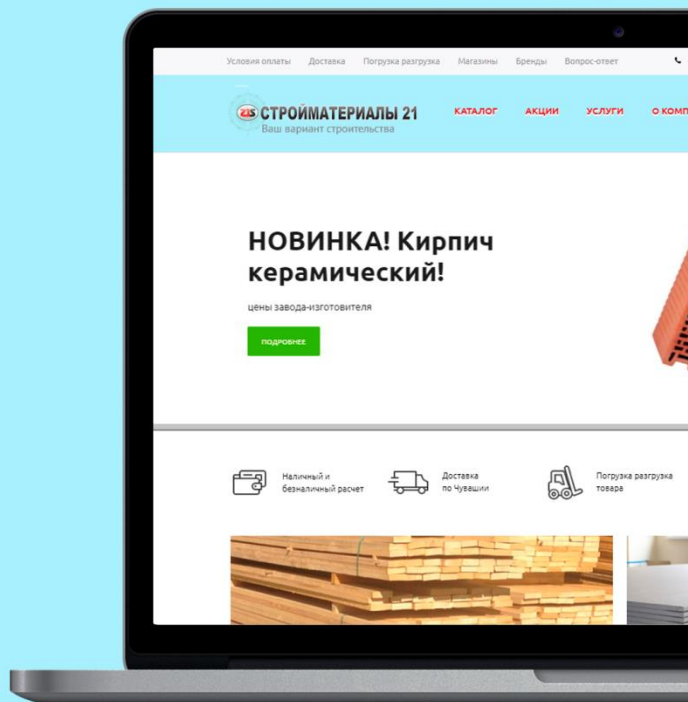 Условия оплаты Доставка Погрузка разгрузка Магазины Бренды Вопрос-ответ
21S СТРОЙМАТЕРИАЛЫ 21 КАТАЛОГ АКЦИИ УСЛУГИ О КОМП
Ваш вариант строительства
НОВИНКА! Кирпич
керамический!
цены завода-изготовителя
ПОДРОБНЕЕ
Наличный и
безналичный расчет
Доставка
по Чувашии
Погрузка разгрузка
товара